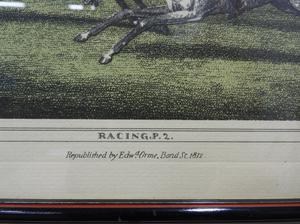 RACING.P.2.
Republished by Edwd. Orme, Bond St. 1812